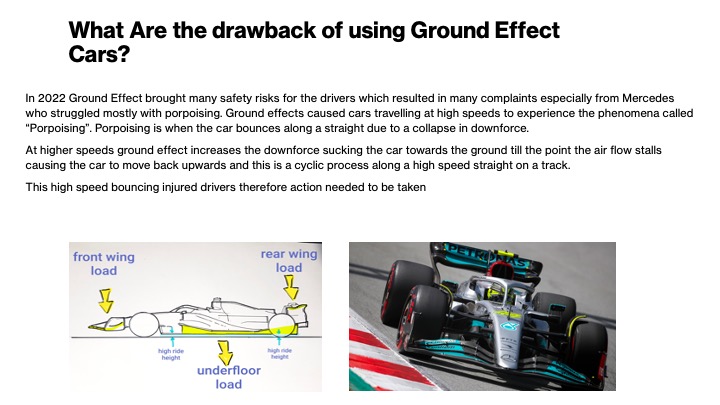 What Are the drawback of using Ground Effect
Cars?
In 2022 Ground Effect brought many safety risks for the drivers which resulted in many complaints especially from Mercedes
who struggled mostly with porpoising. Ground effects caused cars travelling at high speeds to experience the phenomena called
“Porpoising”. Porpoising is when the car bounces along a straight due to a collapse in downforce.
At higher speeds ground effect increases the downforce sucking the car towards the ground till the point the air flow stalls
causing the car to move back upwards and this is a cyclic process along a high speed straight on a track.
This high speed bouncing injured drivers therefore action needed to be taken
front wing
load
rear wing
load
high ride
height
high ride
height
underfloor
load
PETRONAS